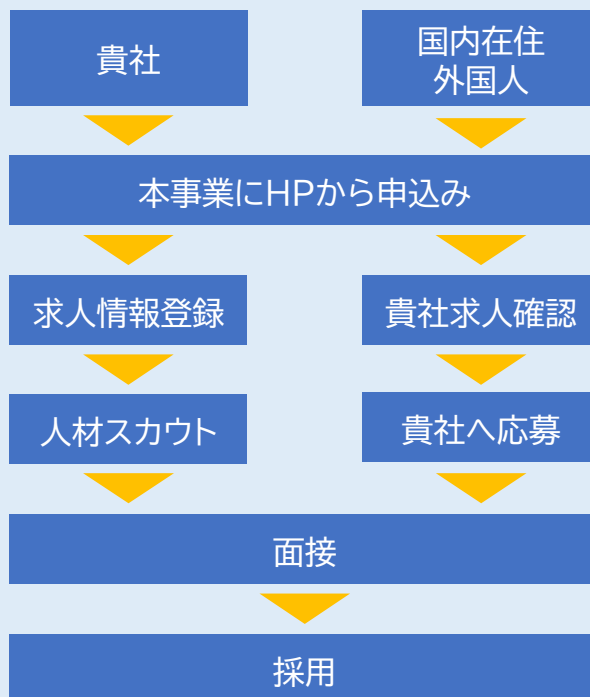 貴社
国内在住
外国人
本事業にHPから申込み
求人情報登録
貴社求人確認
人材スカウト
貴社へ応募
面接
採用